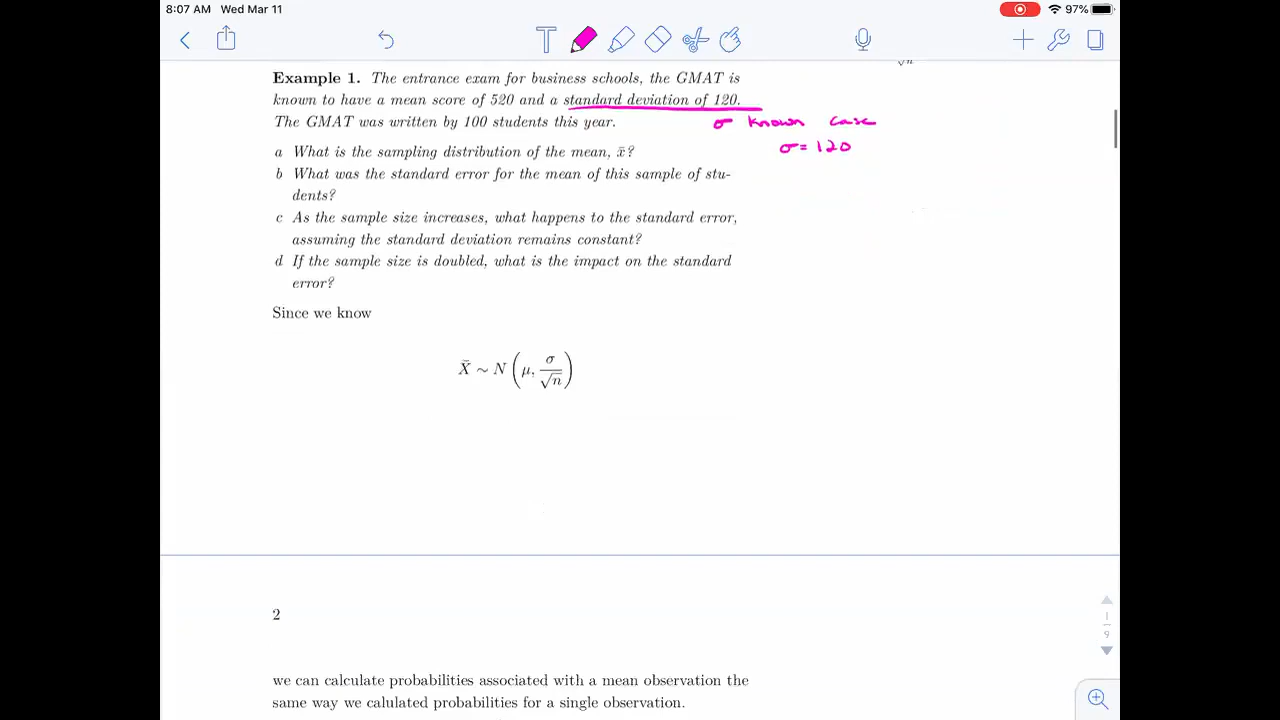 8:07 AM Wed Mar 11
97%
T
√n
Example 1. The entrance exam for business schools, the GMAT is
known to have a mean score of 520 and a standard deviation of 120.
The GMAT was written by 100 students this year.
σ known case
σ = 120
a What is the sampling distribution of the mean, x̄?
b What was the standard error for the mean of this sample of stu-
dents?
c As the sample size increases, what happens to the standard error,
assuming the standard deviation remains constant?
d If the sample size is doubled, what is the impact on the standard
error?
Since we know
X̄ ∼ N (μ, σ/√n)
1
9
2
we can calculate probabilities associated with a mean observation the
same way we calulated probabilities for a single observation.